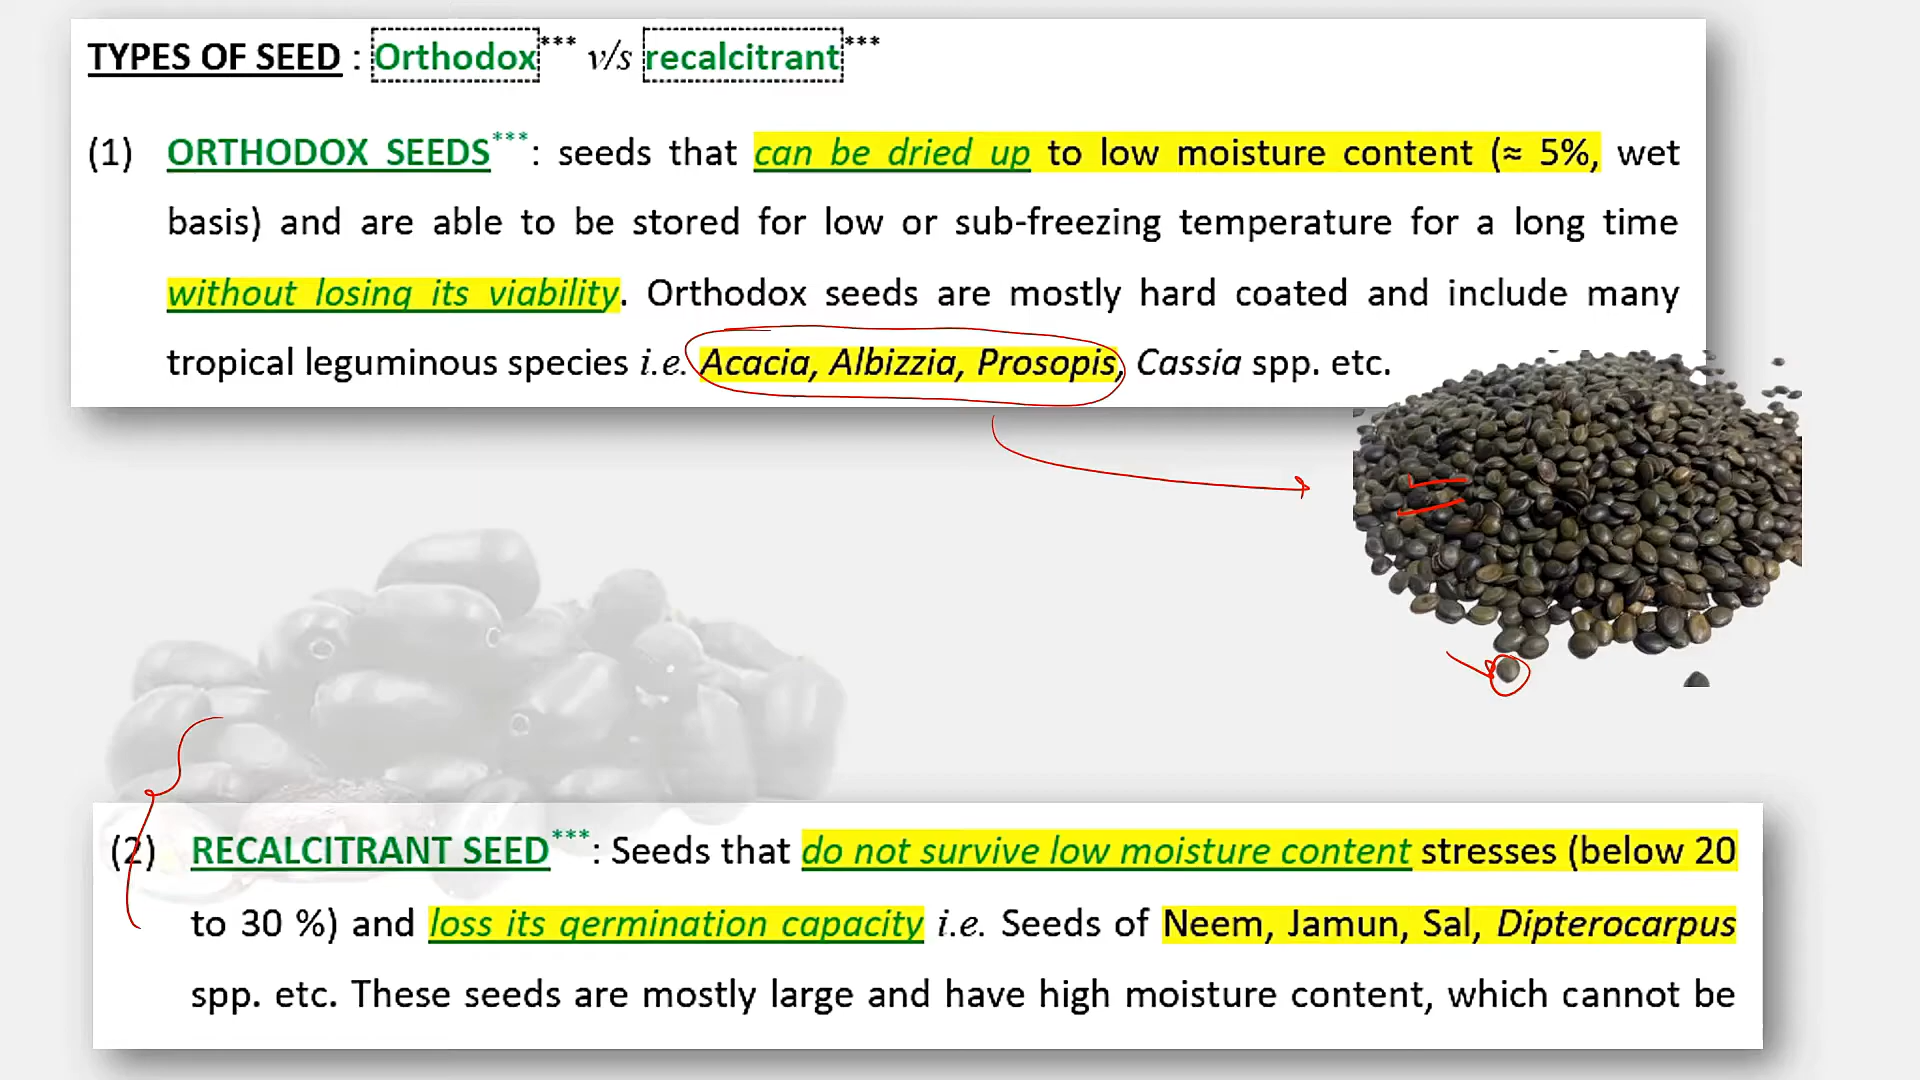 TYPES OF SEED : Orthodox*** v/s recalcitrant***
(1) ORTHODOX SEEDS***: seeds that can be dried up to low moisture content (≈ 5%, wet
basis) and are able to be stored for low or sub-freezing temperature for a long time
without losing its viability. Orthodox seeds are mostly hard coated and include many
tropical leguminous species i.e. Acacia, Albizzia, Prosopis, Cassia spp. etc.
(2) RECALCITRANT SEED***: Seeds that do not survive low moisture content stresses (below 20
to 30 %) and loss its germination capacity i.e. Seeds of Neem, Jamun, Sal, Dipterocarpus
spp. etc. These seeds are mostly large and have high moisture content, which cannot be